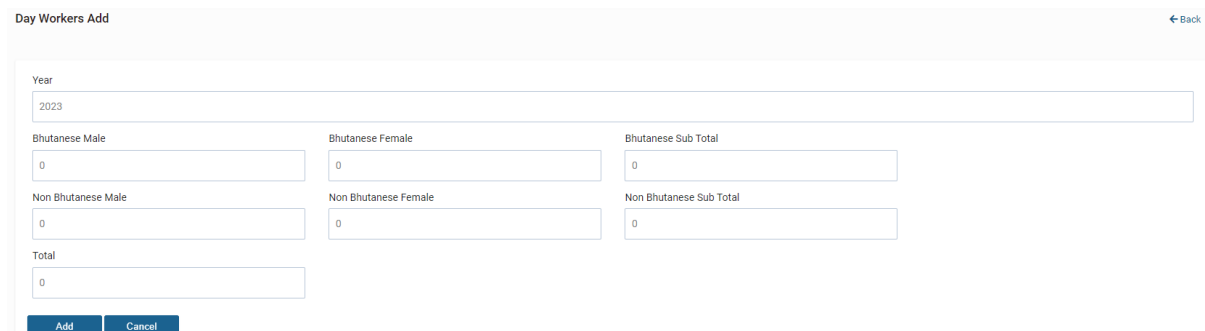 Day Workers Add
Back
Year
2023
Bhutanese Male Bhutanese Female Bhutanese Sub Total
0 0 0
Non Bhutanese Male Non Bhutanese Female Non Bhutanese Sub Total
0 0 0
Total
0
Add Cancel